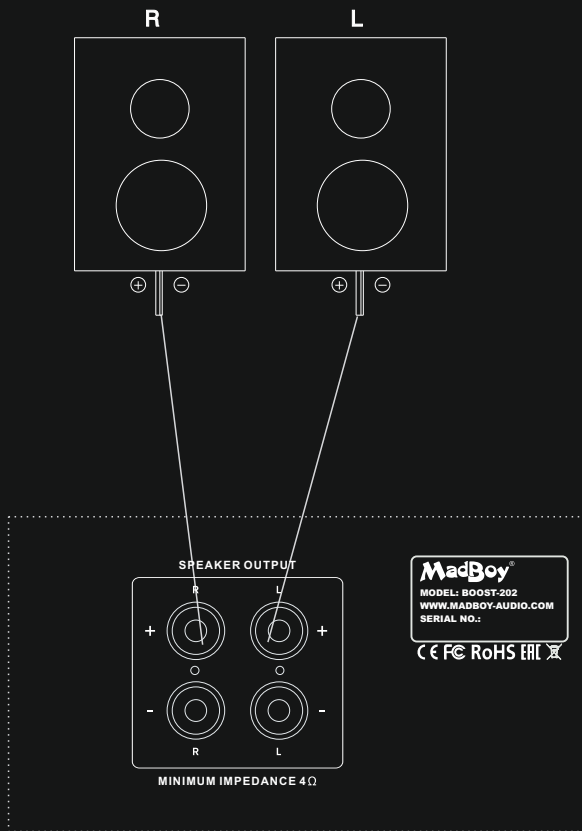 R L
⊕ ⊖ ⊕ ⊖
SPEAKER OUTPUT
R L
+ +
- -
R L
MINIMUM IMPEDANCE 4Ω
MadBoy®
MODEL: BOOST-202
WWW.MADBOY-AUDIO.COM
SERIAL NO.:
CE FC RoHS EAC